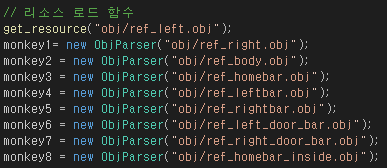 // 리소스 로드 함수
get_resource("obj/ref_left.obj");
monkey1= new ObjParser("obj/ref_right.obj");
monkey2 = new ObjParser("obj/ref_body.obj");
monkey3 = new ObjParser("obj/ref_homebar.obj");
monkey4 = new ObjParser("obj/ref_leftbar.obj");
monkey5 = new ObjParser("obj/ref_rightbar.obj");
monkey6 = new ObjParser("obj/ref_left_door_bar.obj");
monkey7 = new ObjParser("obj/ref_right_door_bar.obj");
monkey8 = new ObjParser("obj/ref_homebar_inside.obj");